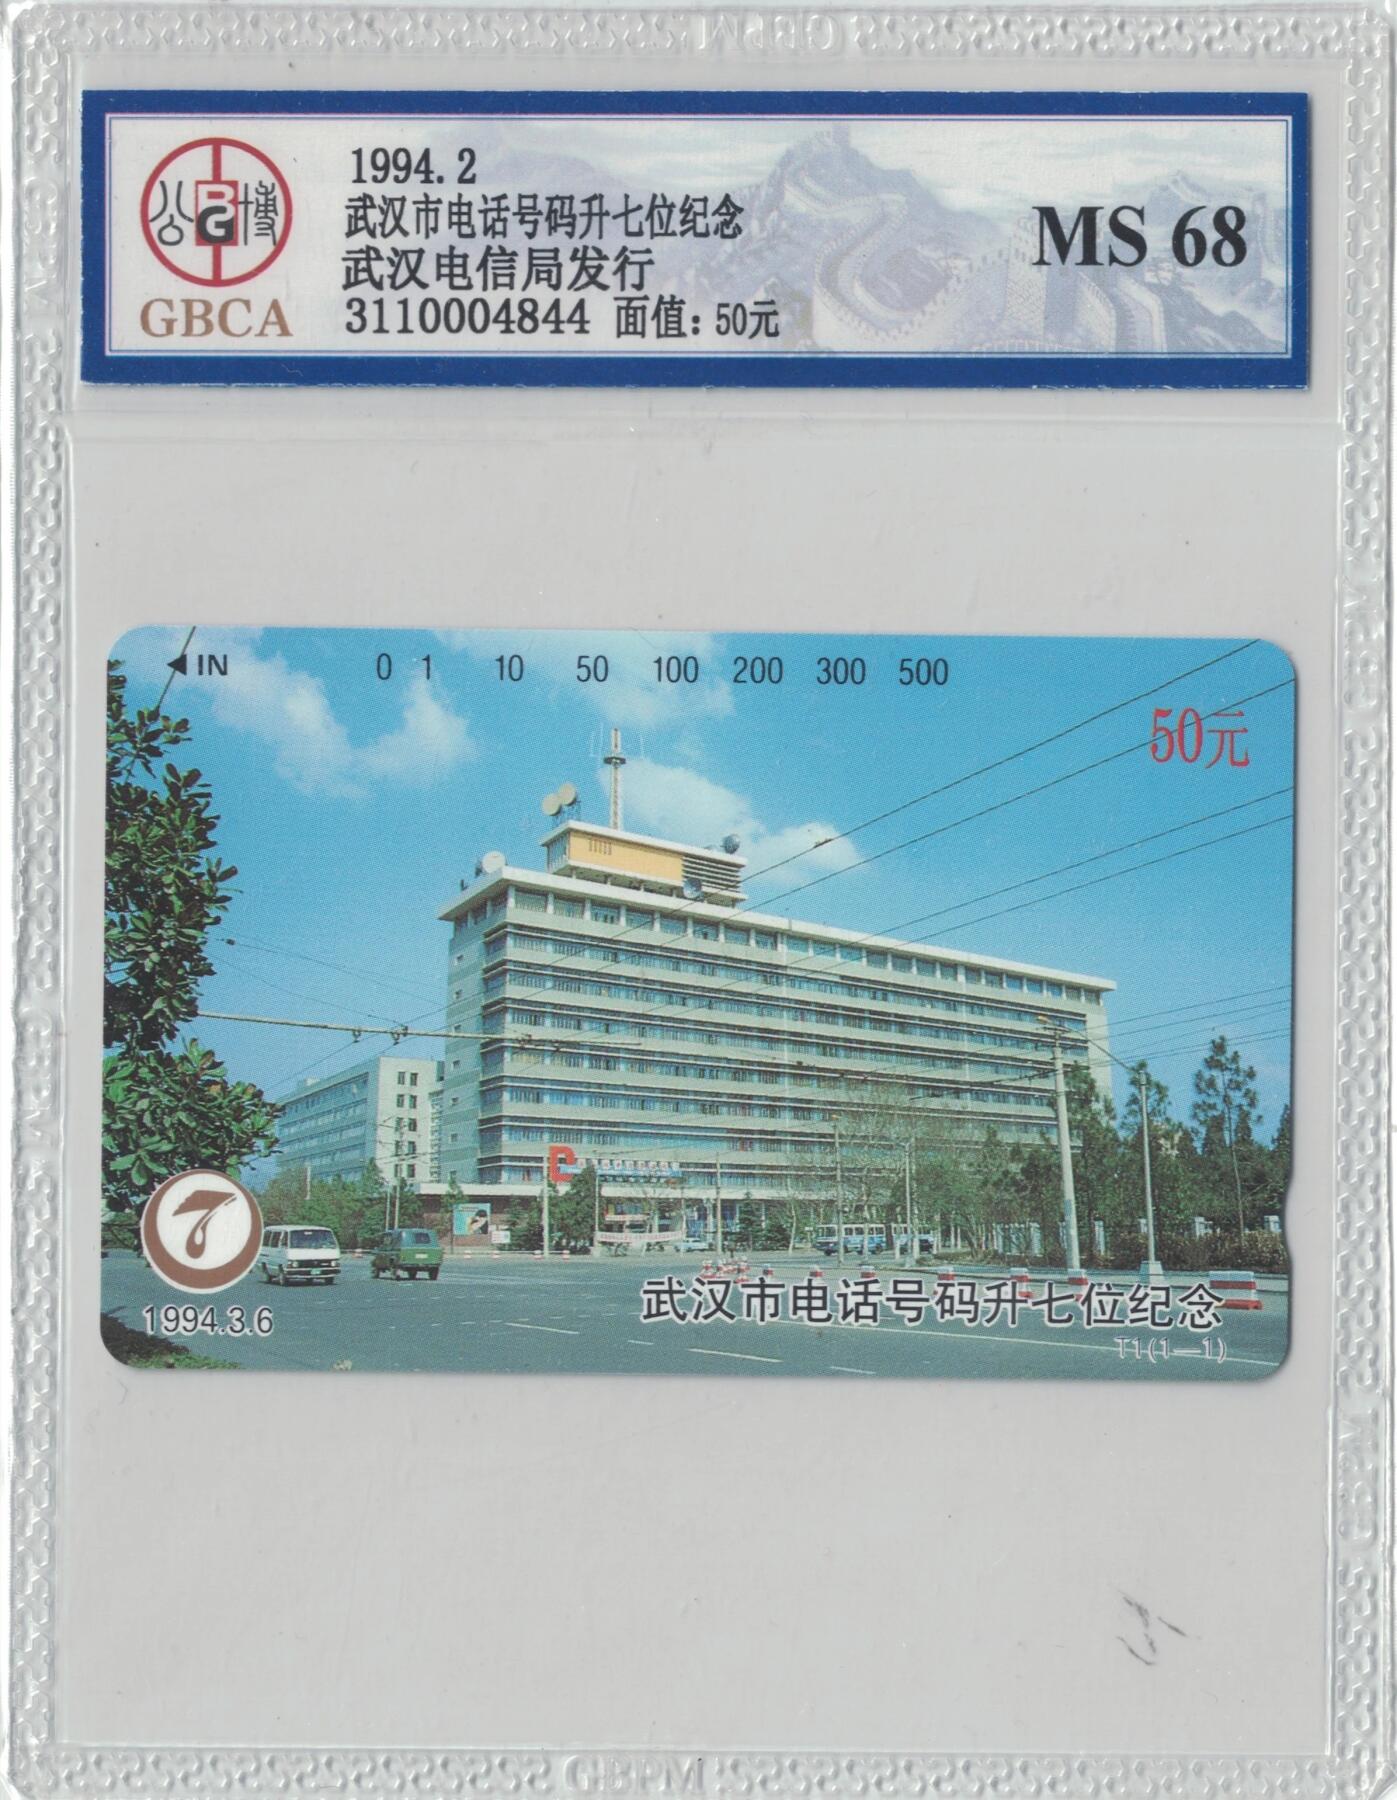 GBPM
1994.2
武汉市电话号码升七位纪念
公 BG 博
武汉电信局发行
GBCA
3110004844 面值: 50元
MS 68
IN 0 1 10 50 100 200 300 500
50元
7
1994.3.6
武汉市电话号码升七位纪念
T1(1—1)
GBPM